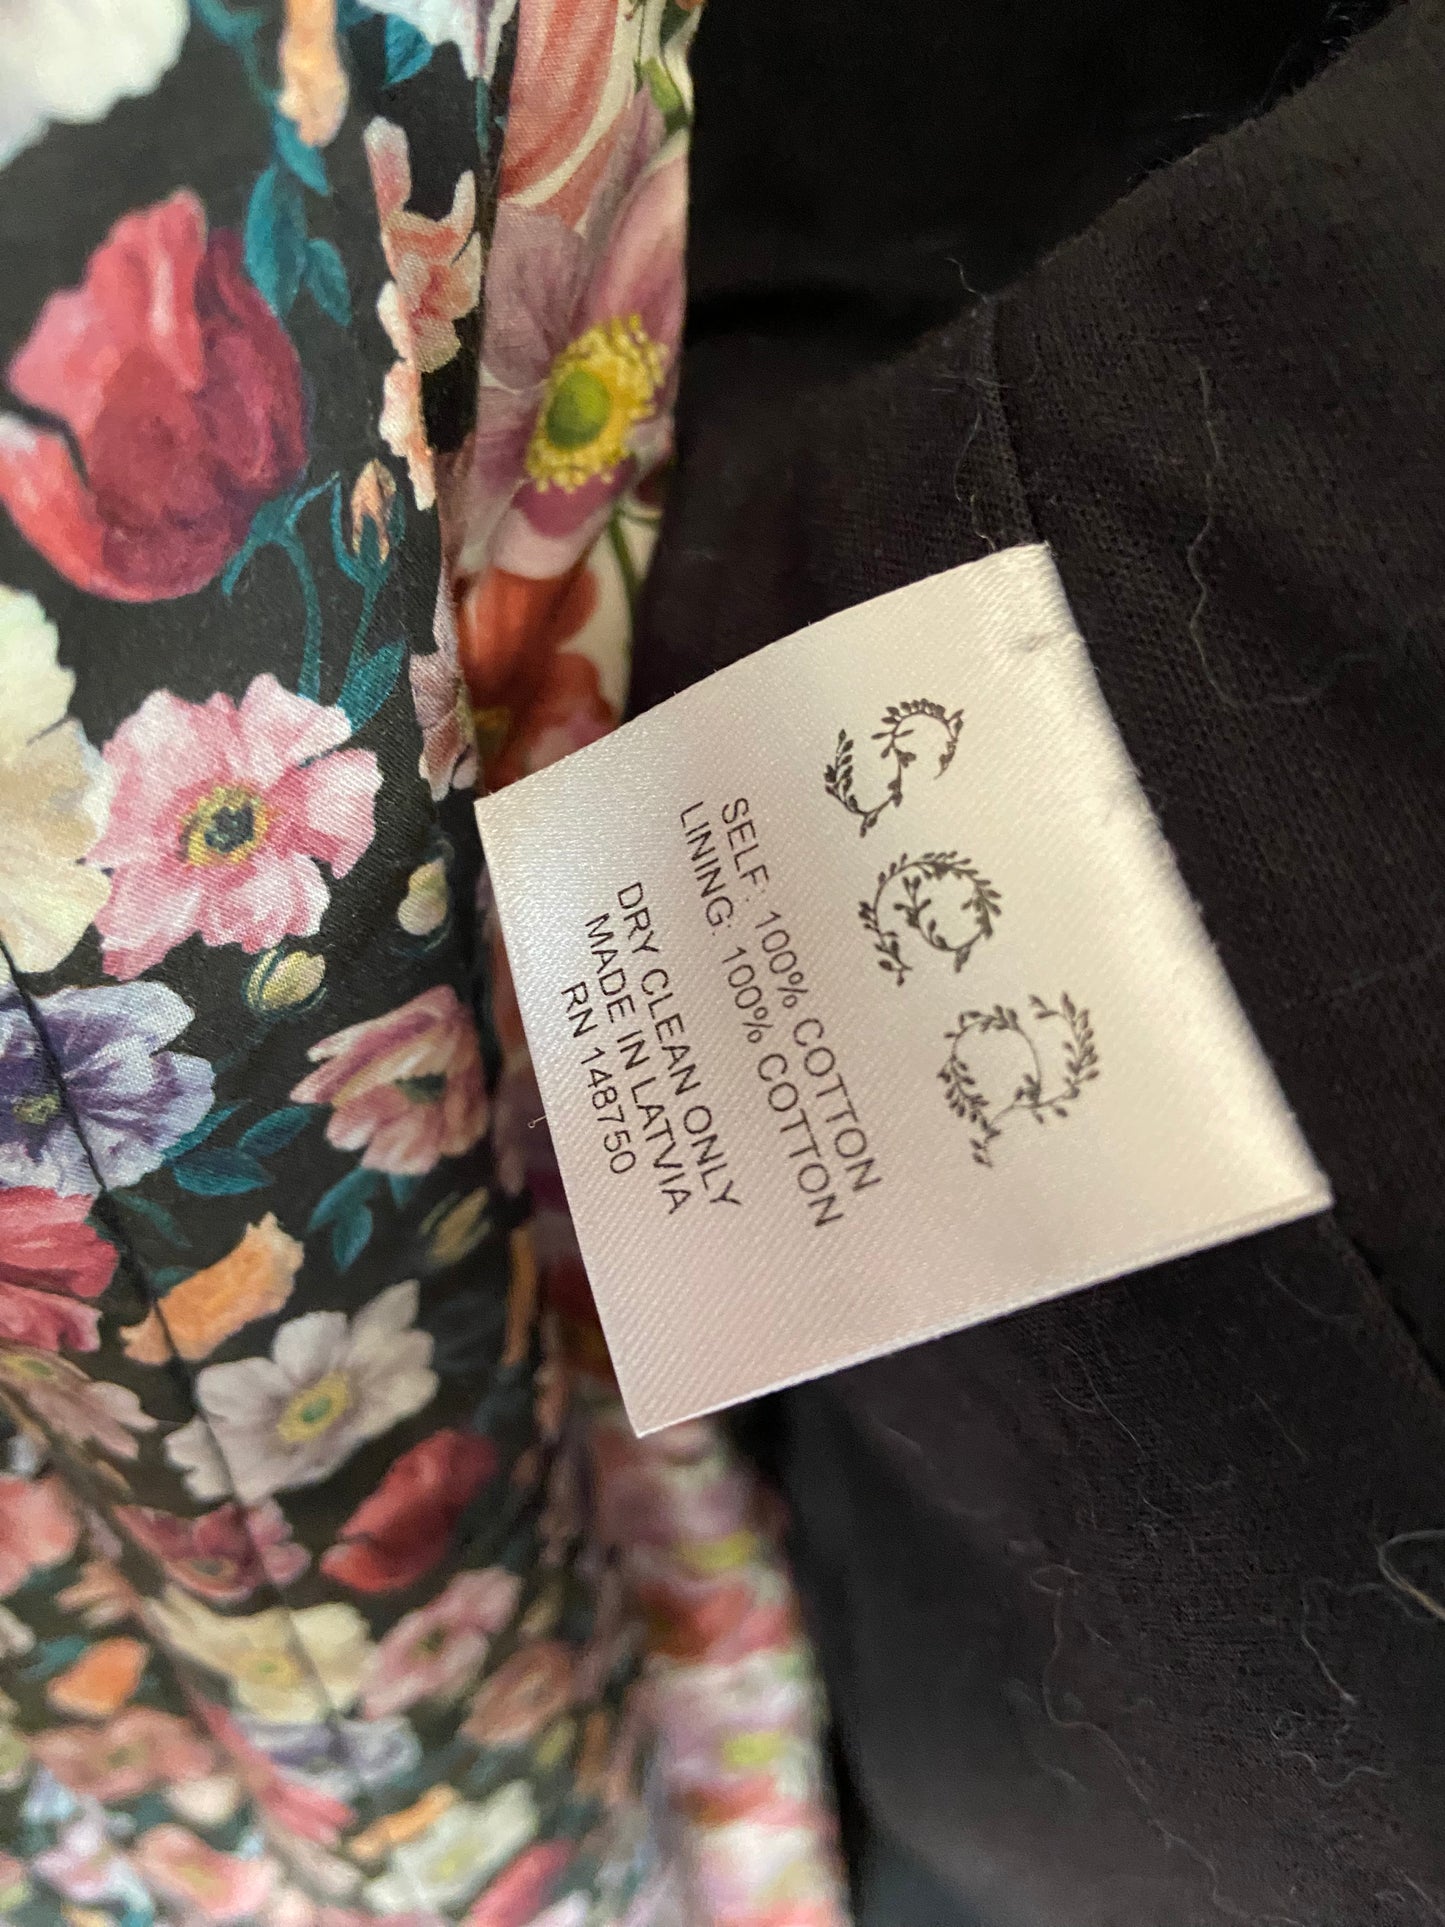 SELF: 100% COTTON
LINING: 100% COTTON
DRY CLEAN ONLY
MADE IN LATVIA
RN 148750